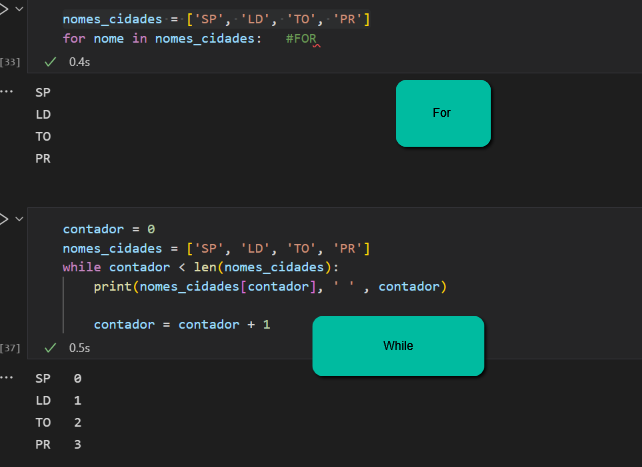 nomes_cidades = ['SP', 'LD', 'TO', 'PR']
for nome in nomes_cidades:   #FOR
[33] ✓ 0.4s
... SP
LD
TO
PR
For
contador = 0
nomes_cidades = ['SP', 'LD', 'TO', 'PR']
while contador < len(nomes_cidades):
    print(nomes_cidades[contador], ' ' , contador)
    contador = contador + 1
While
[37] ✓ 0.5s
... SP   0
LD   1
TO   2
PR   3